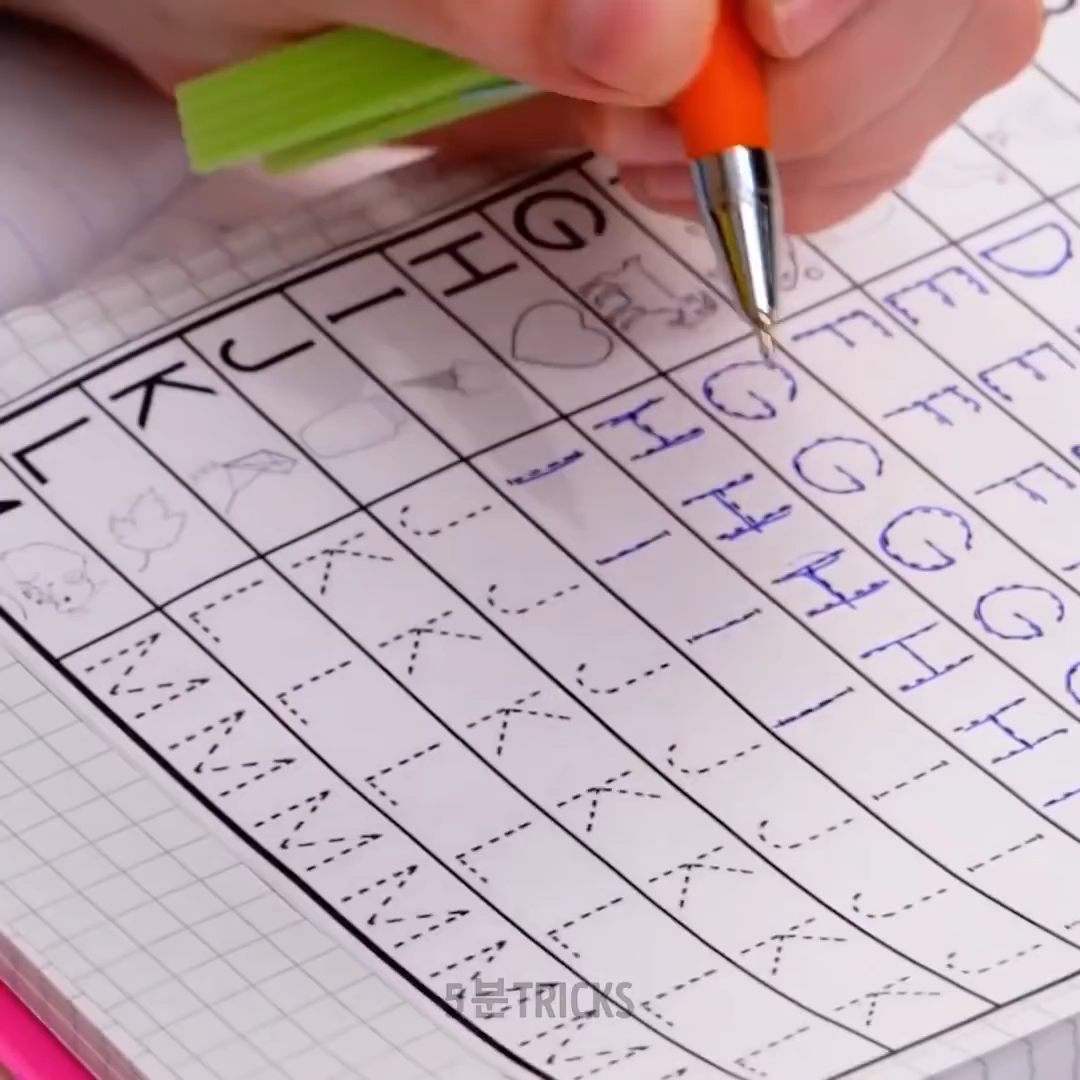 D
E E
F F F
G G G G G
H H H H H H
I I I I I I I
J J J J J J J J
K K K K K K K K
L L L L L L L L
M M M M M M
5분TRICKS